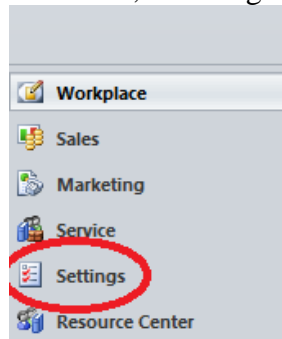 Workplace
Sales
Marketing
Service
Settings
Resource Center